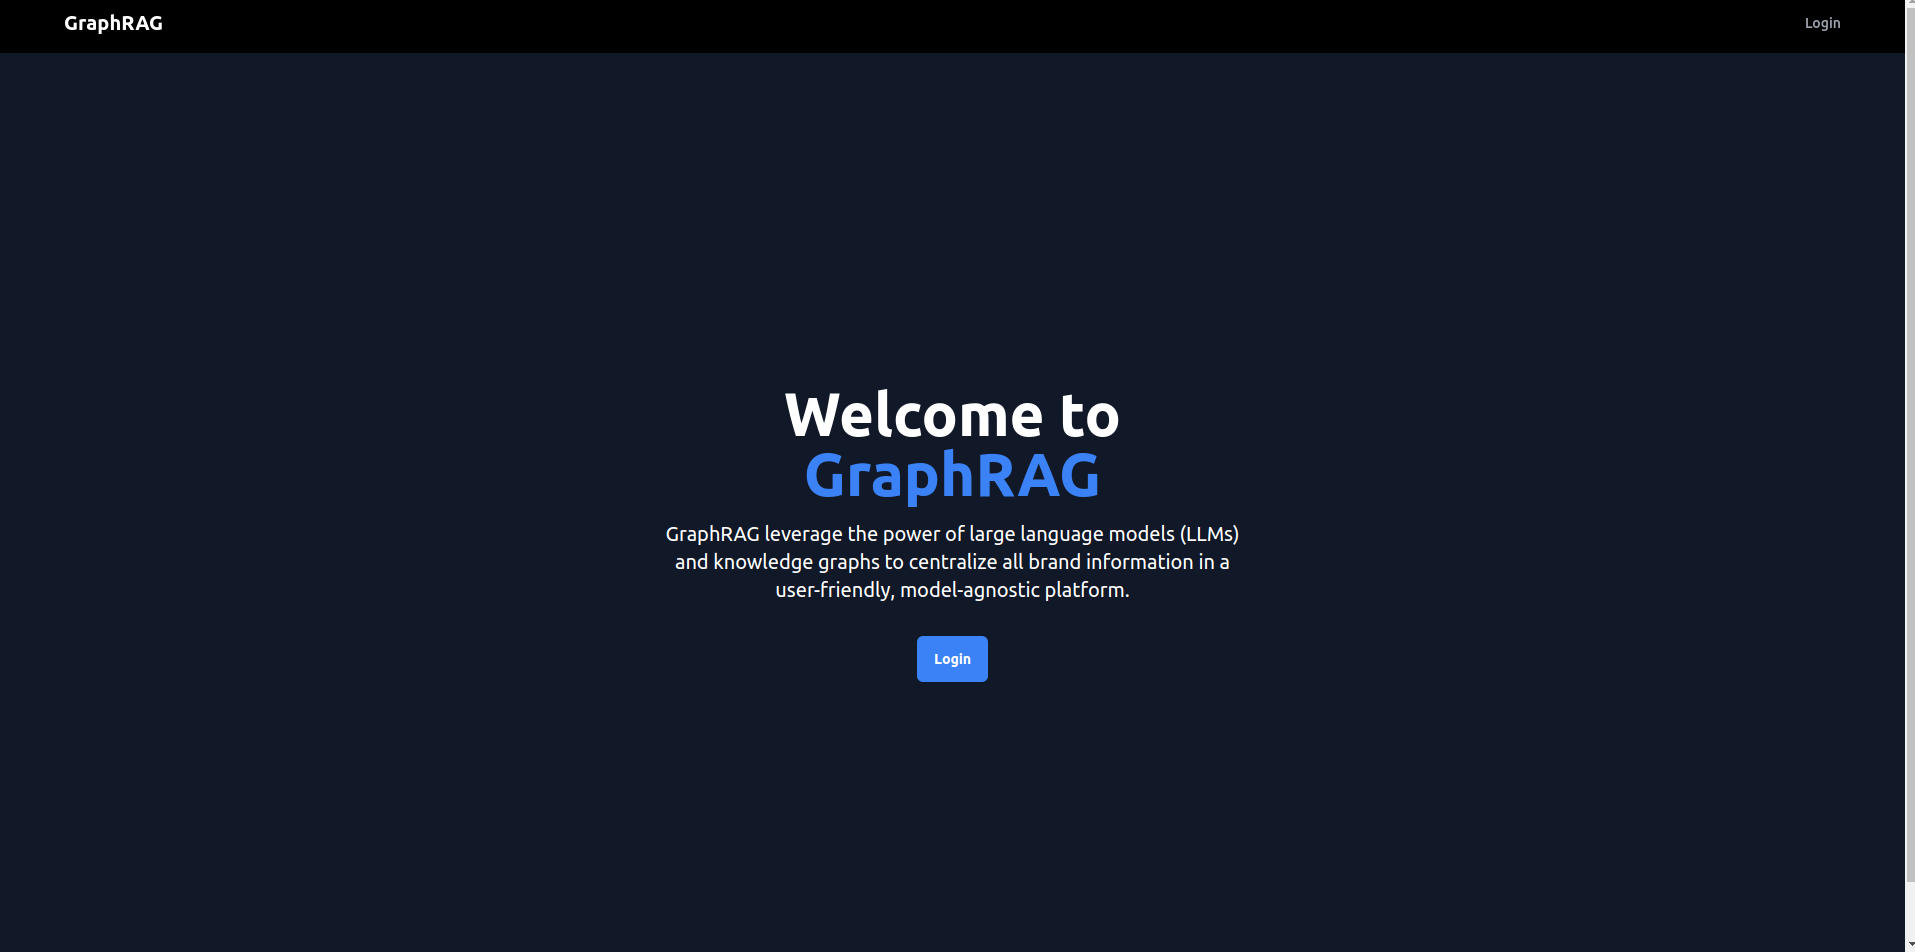 GraphRAG
Login
Welcome to
GraphRAG
GraphRAG leverage the power of large language models (LLMs)
and knowledge graphs to centralize all brand information in a
user-friendly, model-agnostic platform.
Login